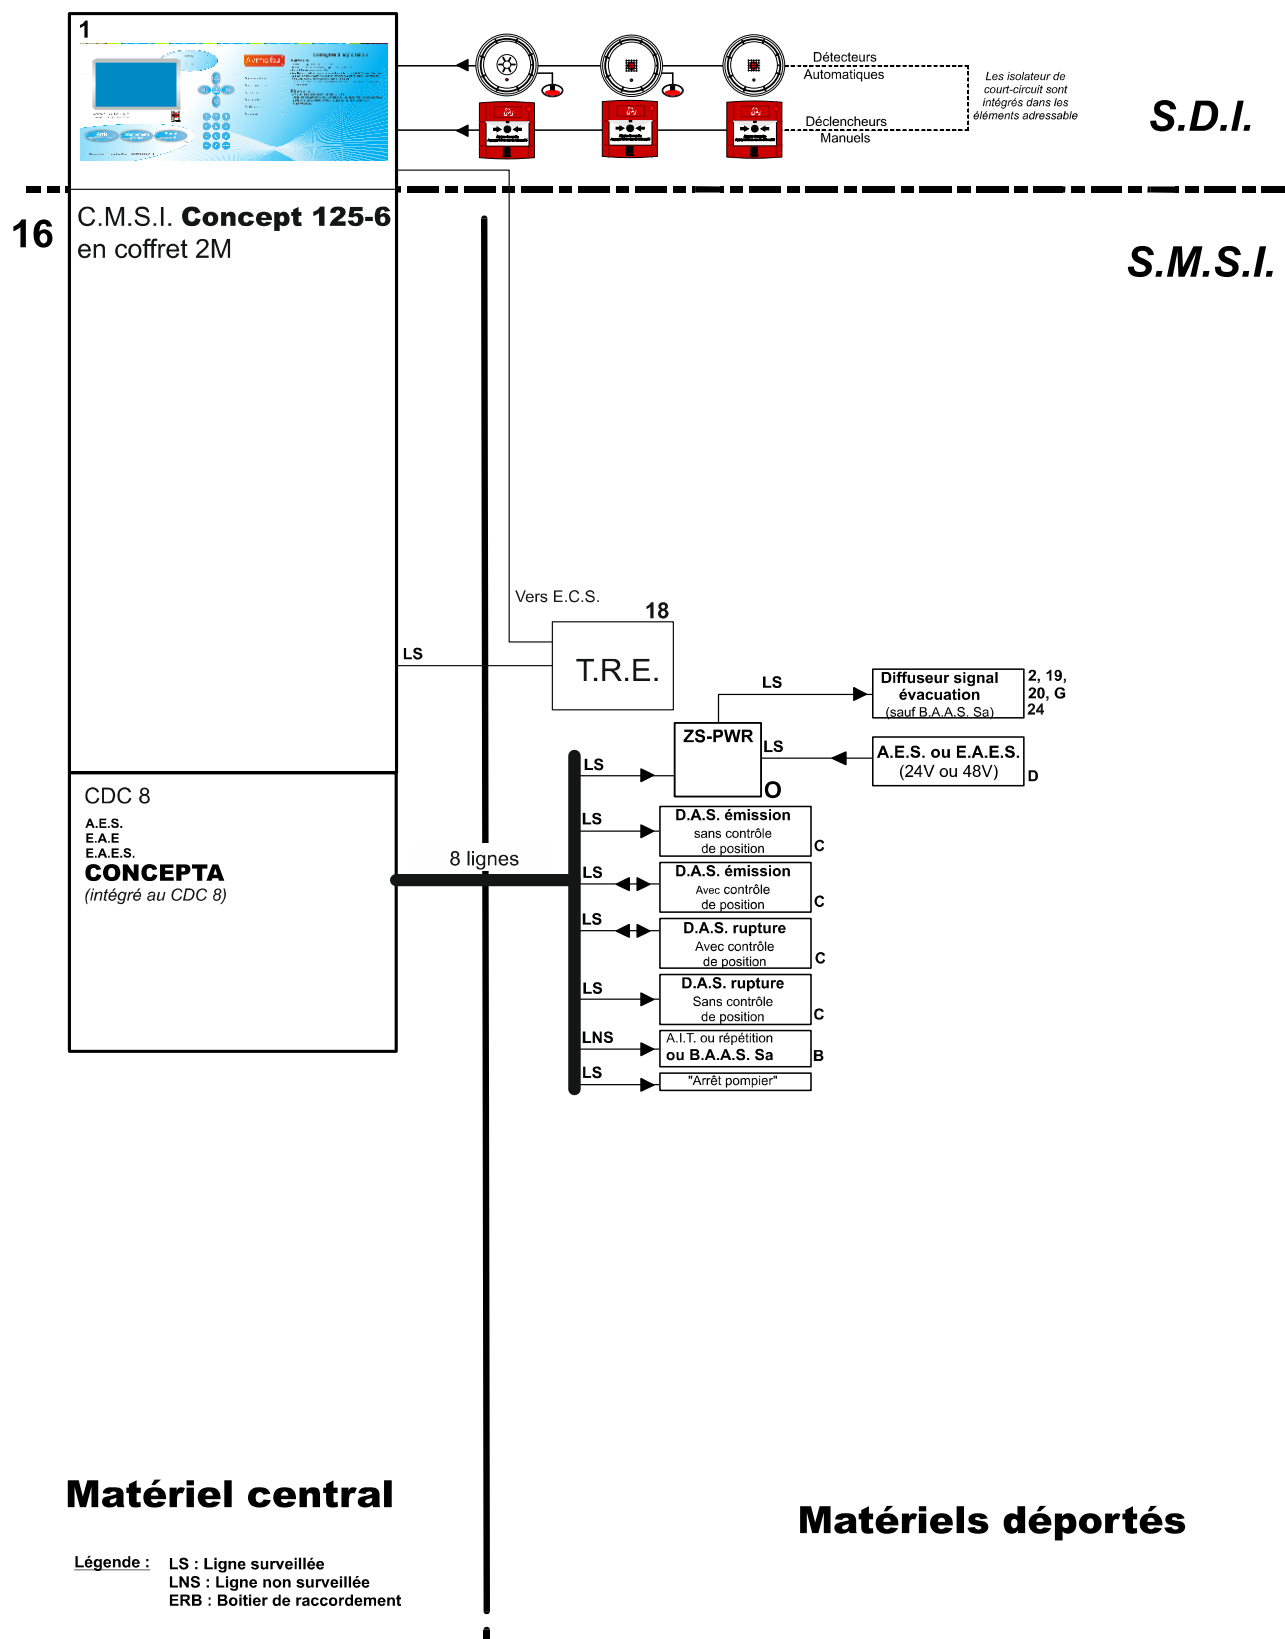 1
Détecteurs
Automatiques
Déclencheurs
Manuels
Les isolateur de
court-circuit sont
intégrés dans les
éléments adressable
S.D.I.
16
C.M.S.I. Concept 125-6
en coffret 2M
S.M.S.I.
Vers E.C.S.
18
LS
T.R.E.
LS
Diffuseur signal
évacuation
(sauf B.A.A.S. Sa)
2, 19,
20, G
24
ZS-PWR
LS
O
A.E.S. ou E.A.E.S.
(24V ou 48V)
D
LS
CDC 8
A.E.S.
E.A.E
E.A.E.S.
CONCEPTA
(intégré au CDC 8)
8 lignes
LS
D.A.S. émission
sans contrôle
de position
C
LS
D.A.S. émission
Avec contrôle
de position
C
LS
D.A.S. rupture
Avec contrôle
de position
C
LS
D.A.S. rupture
Sans contrôle
de position
C
LNS
A.I.T. ou répétition
ou B.A.A.S. Sa
B
LS
"Arrêt pompier"
Matériel central
Matériels déportés
Légende :
LS : Ligne surveillée
LNS : Ligne non surveillée
ERB : Boitier de raccordement